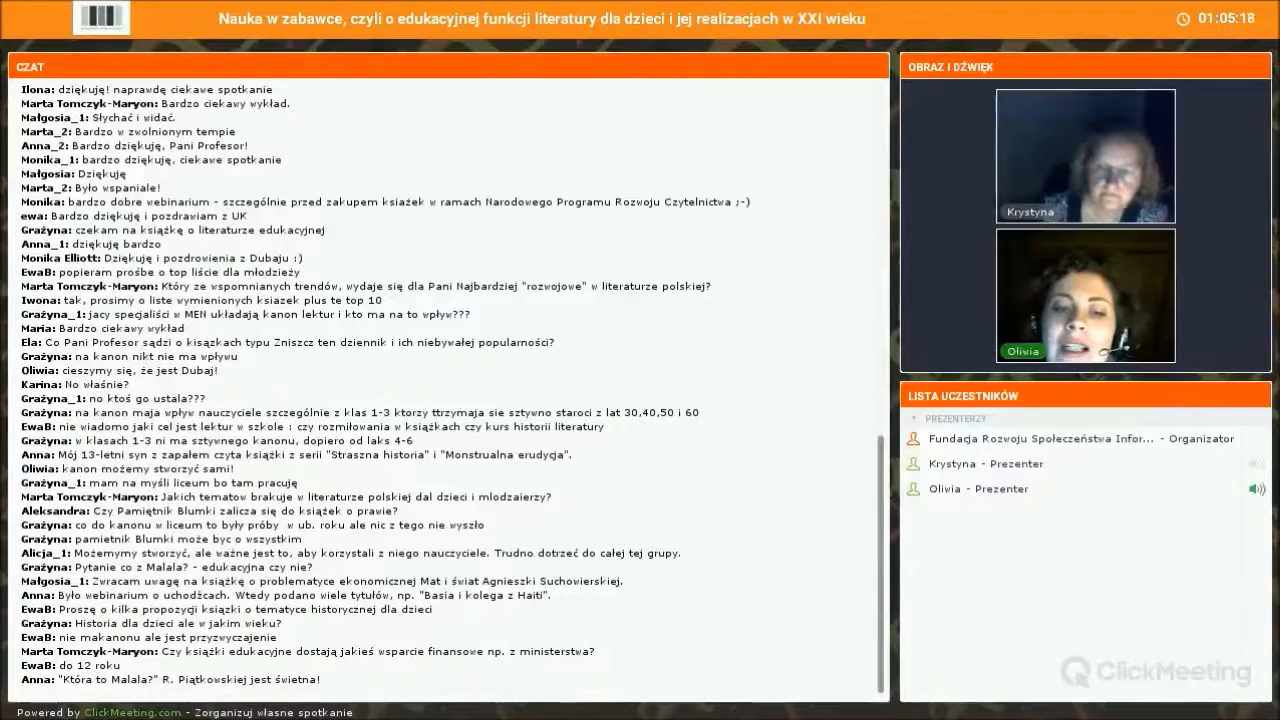 Nauka w zabawce, czyli o edukacyjnej funkcji literatury dla dzieci i jej realizacjach w XXI wieku
01:05:18
CZAT
Ilona: dziękuję! naprawdę ciekawe spotkanie
Marta Tomczyk-Maryon: Bardzo ciekawy wykład.
Małgosia_1: Słychać i widać.
Marta_2: Bardzo w zwolnionym tempie
Anna_2: Bardzo dziękuję, Pani Profesor!
Monika_1: bardzo dziękuję, ciekawe spotkanie
Małgosia: Dziękuję
Marta_2: Było wspaniale!
Monika: bardzo dobre webinarium - szczególnie przed zakupem ksiażek w ramach Narodowego Programu Rozwoju Czytelnictwa ;-)
ewa: Bardzo dziękuję i pozdrawiam z UK
Grażyna: czekam na książkę o literaturze edukacyjnej
Anna_1: dziękuję bardzo
Monika Elliott: Dziękuję i pozdrowienia z Dubaju :)
EwaB: popieram prośbe o top liście dla młodzieży
Marta Tomczyk-Maryon: Który ze wspomnianych trendów, wydaje się dla Pani Najbardziej "rozwojowe" w literaturze polskiej?
Iwona: tak, prosimy o liste wymienionych ksiazek plus te top 10
Grażyna_1: jacy specjaliści w MEN układają kanon lektur i kto ma na to wpływ???
Maria: Bardzo ciekawy wykład
Ela: Co Pani Profesor sądzi o kisązkach typu Zniszcz ten dziennik i ich niebywałej popularności?
Grażyna: na kanon nikt nie ma wpływu
Oliwia: cieszymy się, że jest Dubaj!
Karina: No właśnie?
Grażyna_1: no ktoś go ustala???
Grażyna: na kanon maja wpływ nauczyciele szczególnie z klas 1-3 ktorzy ttrzymaja sie sztywno staroci z lat 30,40,50 i 60
EwaB: nie wiadomo jaki cel jest lektur w szkole : czy rozmiłowania w książkach czy kurs historii literatury
Grażyna: w klasach 1-3 ni ma sztywnego kanonu, dopiero od laks 4-6
Anna: Mój 13-letni syn z zapałem czyta książki z serii "Straszna historia" i "Monstrualna erudycja".
Oliwia: kanon możemy stworzyć sami!
Grażyna_1: mam na myśli liceum bo tam pracuję
Marta Tomczyk-Maryon: Jakich tematow brakuje w literaturze polskiej dal dzieci i mlodzaierzy?
Aleksandra: Czy Pamiętnik Blumki zalicza się do książek o prawie?
Grażyna: co do kanonu w liceum to były próby w ub. roku ale nic z tego nie wyszło
Grażyna: pamietnik Blumki może byc o wszystkim
Alicja_1: Możemymy stworzyć, ale ważne jest to, aby korzystali z niego nauczyciele. Trudno dotrzeć do całej tej grupy.
Grażyna: Pytanie co z Malala? - edukacyjna czy nie?
Małgosia_1: Zwracam uwagę na książkę o problematyce ekonomicznej Mat i świat Agnieszki Suchowierskiej.
Anna: Było webinarium o uchodźcach. Wtedy podano wiele tytułów, np. "Basia i kolega z Haiti".
EwaB: Proszę o kilka propozycji ksiązki o tematyce historycznej dla dzieci
Grażyna: Historia dla dzieci ale w jakim wieku?
EwaB: nie makanonu ale jest przyzwyczajenie
Marta Tomczyk-Maryon: Czy książki edukacyjne dostają jakieś wsparcie finansowe np. z ministerstwa?
EwaB: do 12 roku
Anna: "Która to Malala?" R. Piątkowskiej jest świetna!
OBRAZ I DŹWIĘK
Krystyna
Oliwia
LISTA UCZESTNIKÓW
PREZENTERZY
Fundacja Rozwoju Społeczeństwa Infor... - Organizator
Krystyna - Prezenter
Oliwia - Prezenter
ClickMeeting
Powered by ClickMeeting.com - Zorganizuj własne spotkanie